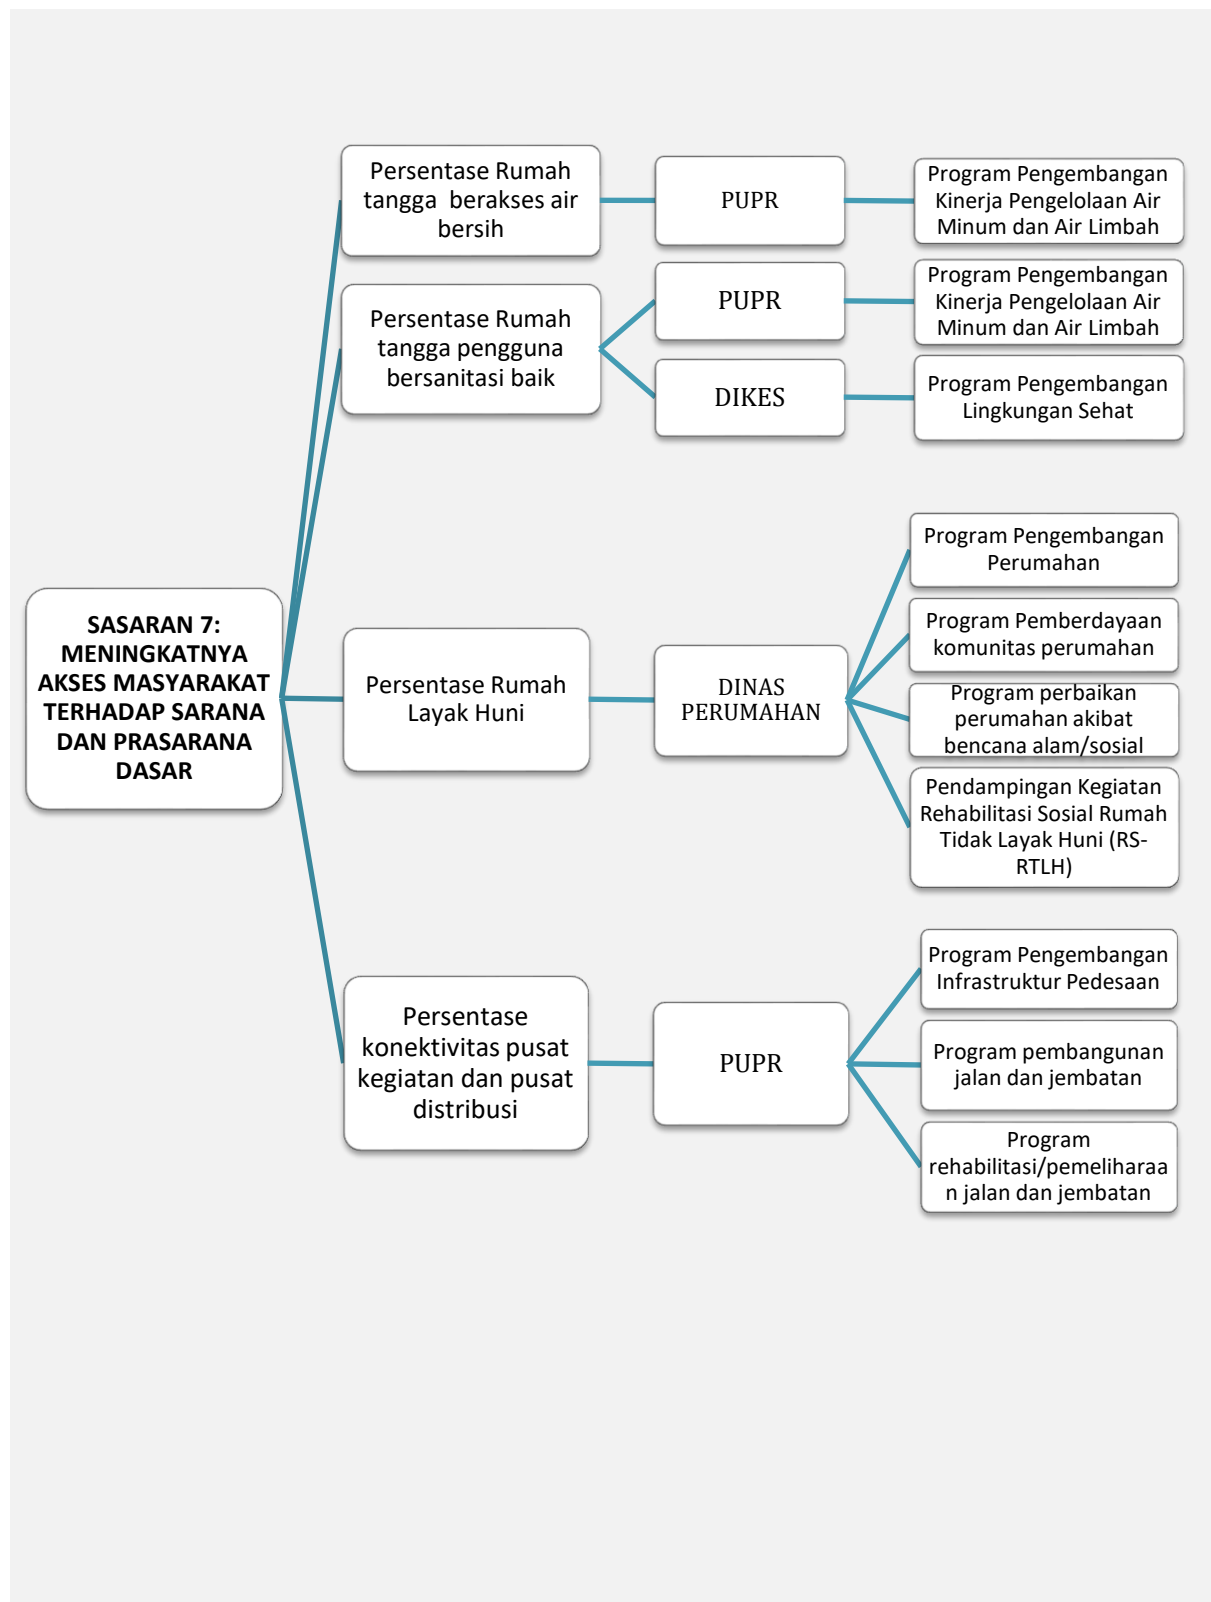 SASARAN 7:
MENINGKATNYA
AKSES MASYARAKAT
TERHADAP SARANA
DAN PRASARANA
DASAR
Persentase Rumah
tangga  berakses air
bersih
PUPR
Program Pengembangan
Kinerja Pengelolaan Air
Minum dan Air Limbah
Persentase Rumah
tangga pengguna
bersanitasi baik
PUPR
Program Pengembangan
Kinerja Pengelolaan Air
Minum dan Air Limbah
DIKES
Program Pengembangan
Lingkungan Sehat
Persentase Rumah
Layak Huni
DINAS
PERUMAHAN
Program Pengembangan
Perumahan
Program Pemberdayaan
komunitas perumahan
Program perbaikan
perumahan akibat
bencana alam/sosial
Pendampingan Kegiatan
Rehabilitasi Sosial Rumah
Tidak Layak Huni (RS-
RTLH)
Persentase
konektivitas pusat
kegiatan dan pusat
distribusi
PUPR
Program Pengembangan
Infrastruktur Pedesaan
Program pembangunan
jalan dan jembatan
Program
rehabilitasi/pemeliharaa
n jalan dan jembatan